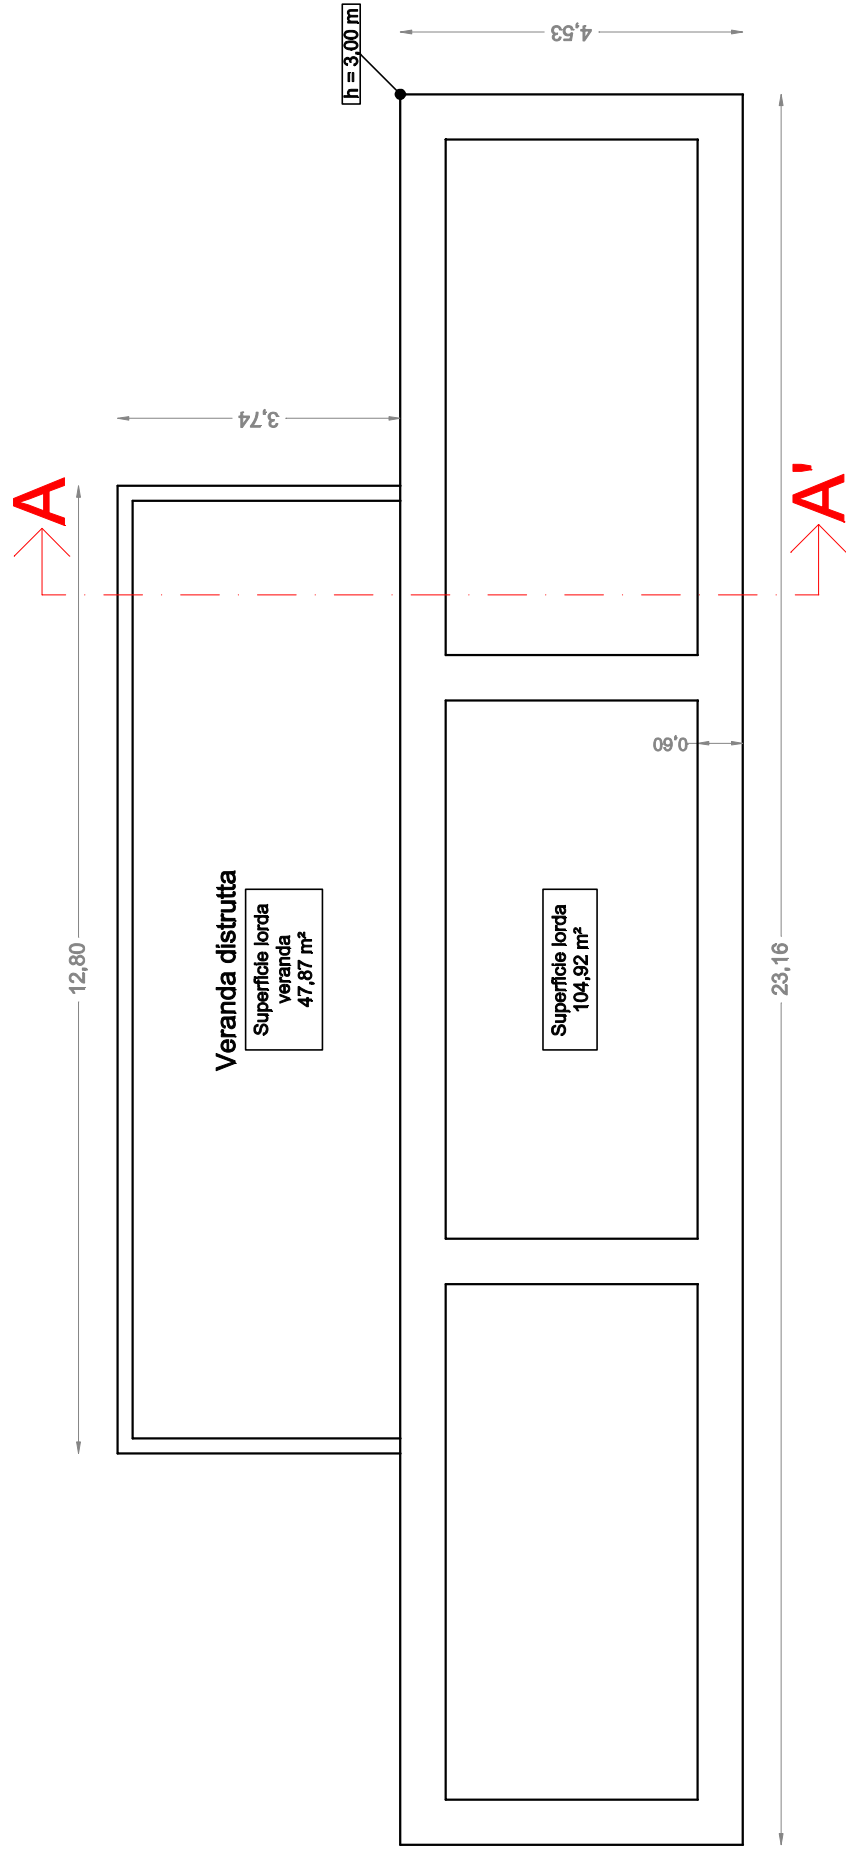 h = 3,00 m
4,53
3,74
A
A'
12,80
Veranda distrutta
Superficie lorda
veranda
47,87 m²
0,60
Superficie lorda
104,92 m²
23,16